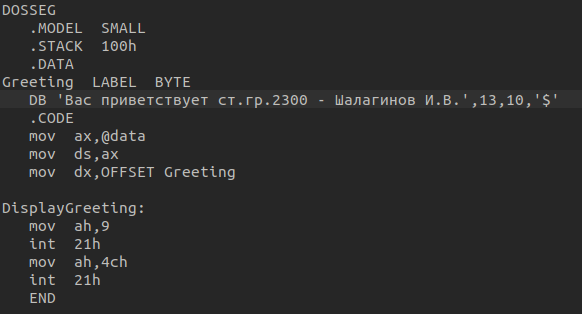 DOSSEG
.MODEL SMALL
.STACK 100h
.DATA
Greeting LABEL BYTE
DB 'Вас приветствует ст.гр.2300 - Шалагинов И.В.',13,10,'$'
.CODE
mov ax,@data
mov ds,ax
mov dx,OFFSET Greeting
DisplayGreeting:
mov ah,9
int 21h
mov ah,4ch
int 21h
END